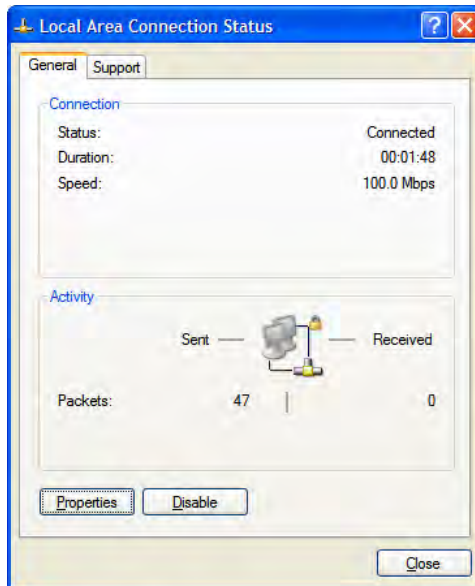 Local Area Connection Status
General Support
Connection
Status: Connected
Duration: 00:01:48
Speed: 100.0 Mbps
Activity
Sent Received
Packets: 47 0
Properties Disable
Close